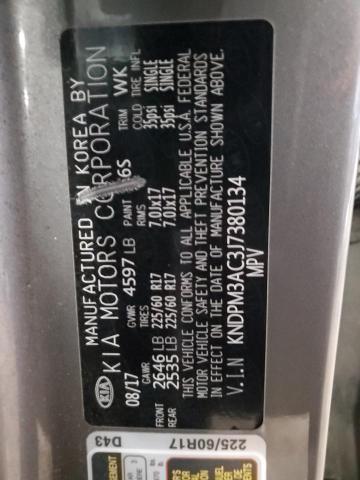 MANUFACTURED IN KOREA BY
KIA KIA MOTORS CORPORATION
08/17 GVWR 4597 LB PAINT 6S TRIM WK
GAWR TIRES RIMS COLD TIRE INFL
FRONT 2646 LB 225/60 R17 7.0Jx17 35psi SINGLE
REAR 2535 LB 225/60 R17 7.0Jx17 35psi SINGLE
THIS VEHICLE CONFORMS TO ALL APPLICABLE U.S.A. FEDERAL
MOTOR VEHICLE SAFETY AND THEFT PREVENTION STANDARDS
IN EFFECT ON THE DATE OF MANUFACTURE SHOWN ABOVE.
V.I.N KNDPM3AC3J7380134
MPV
D43
225/60R17